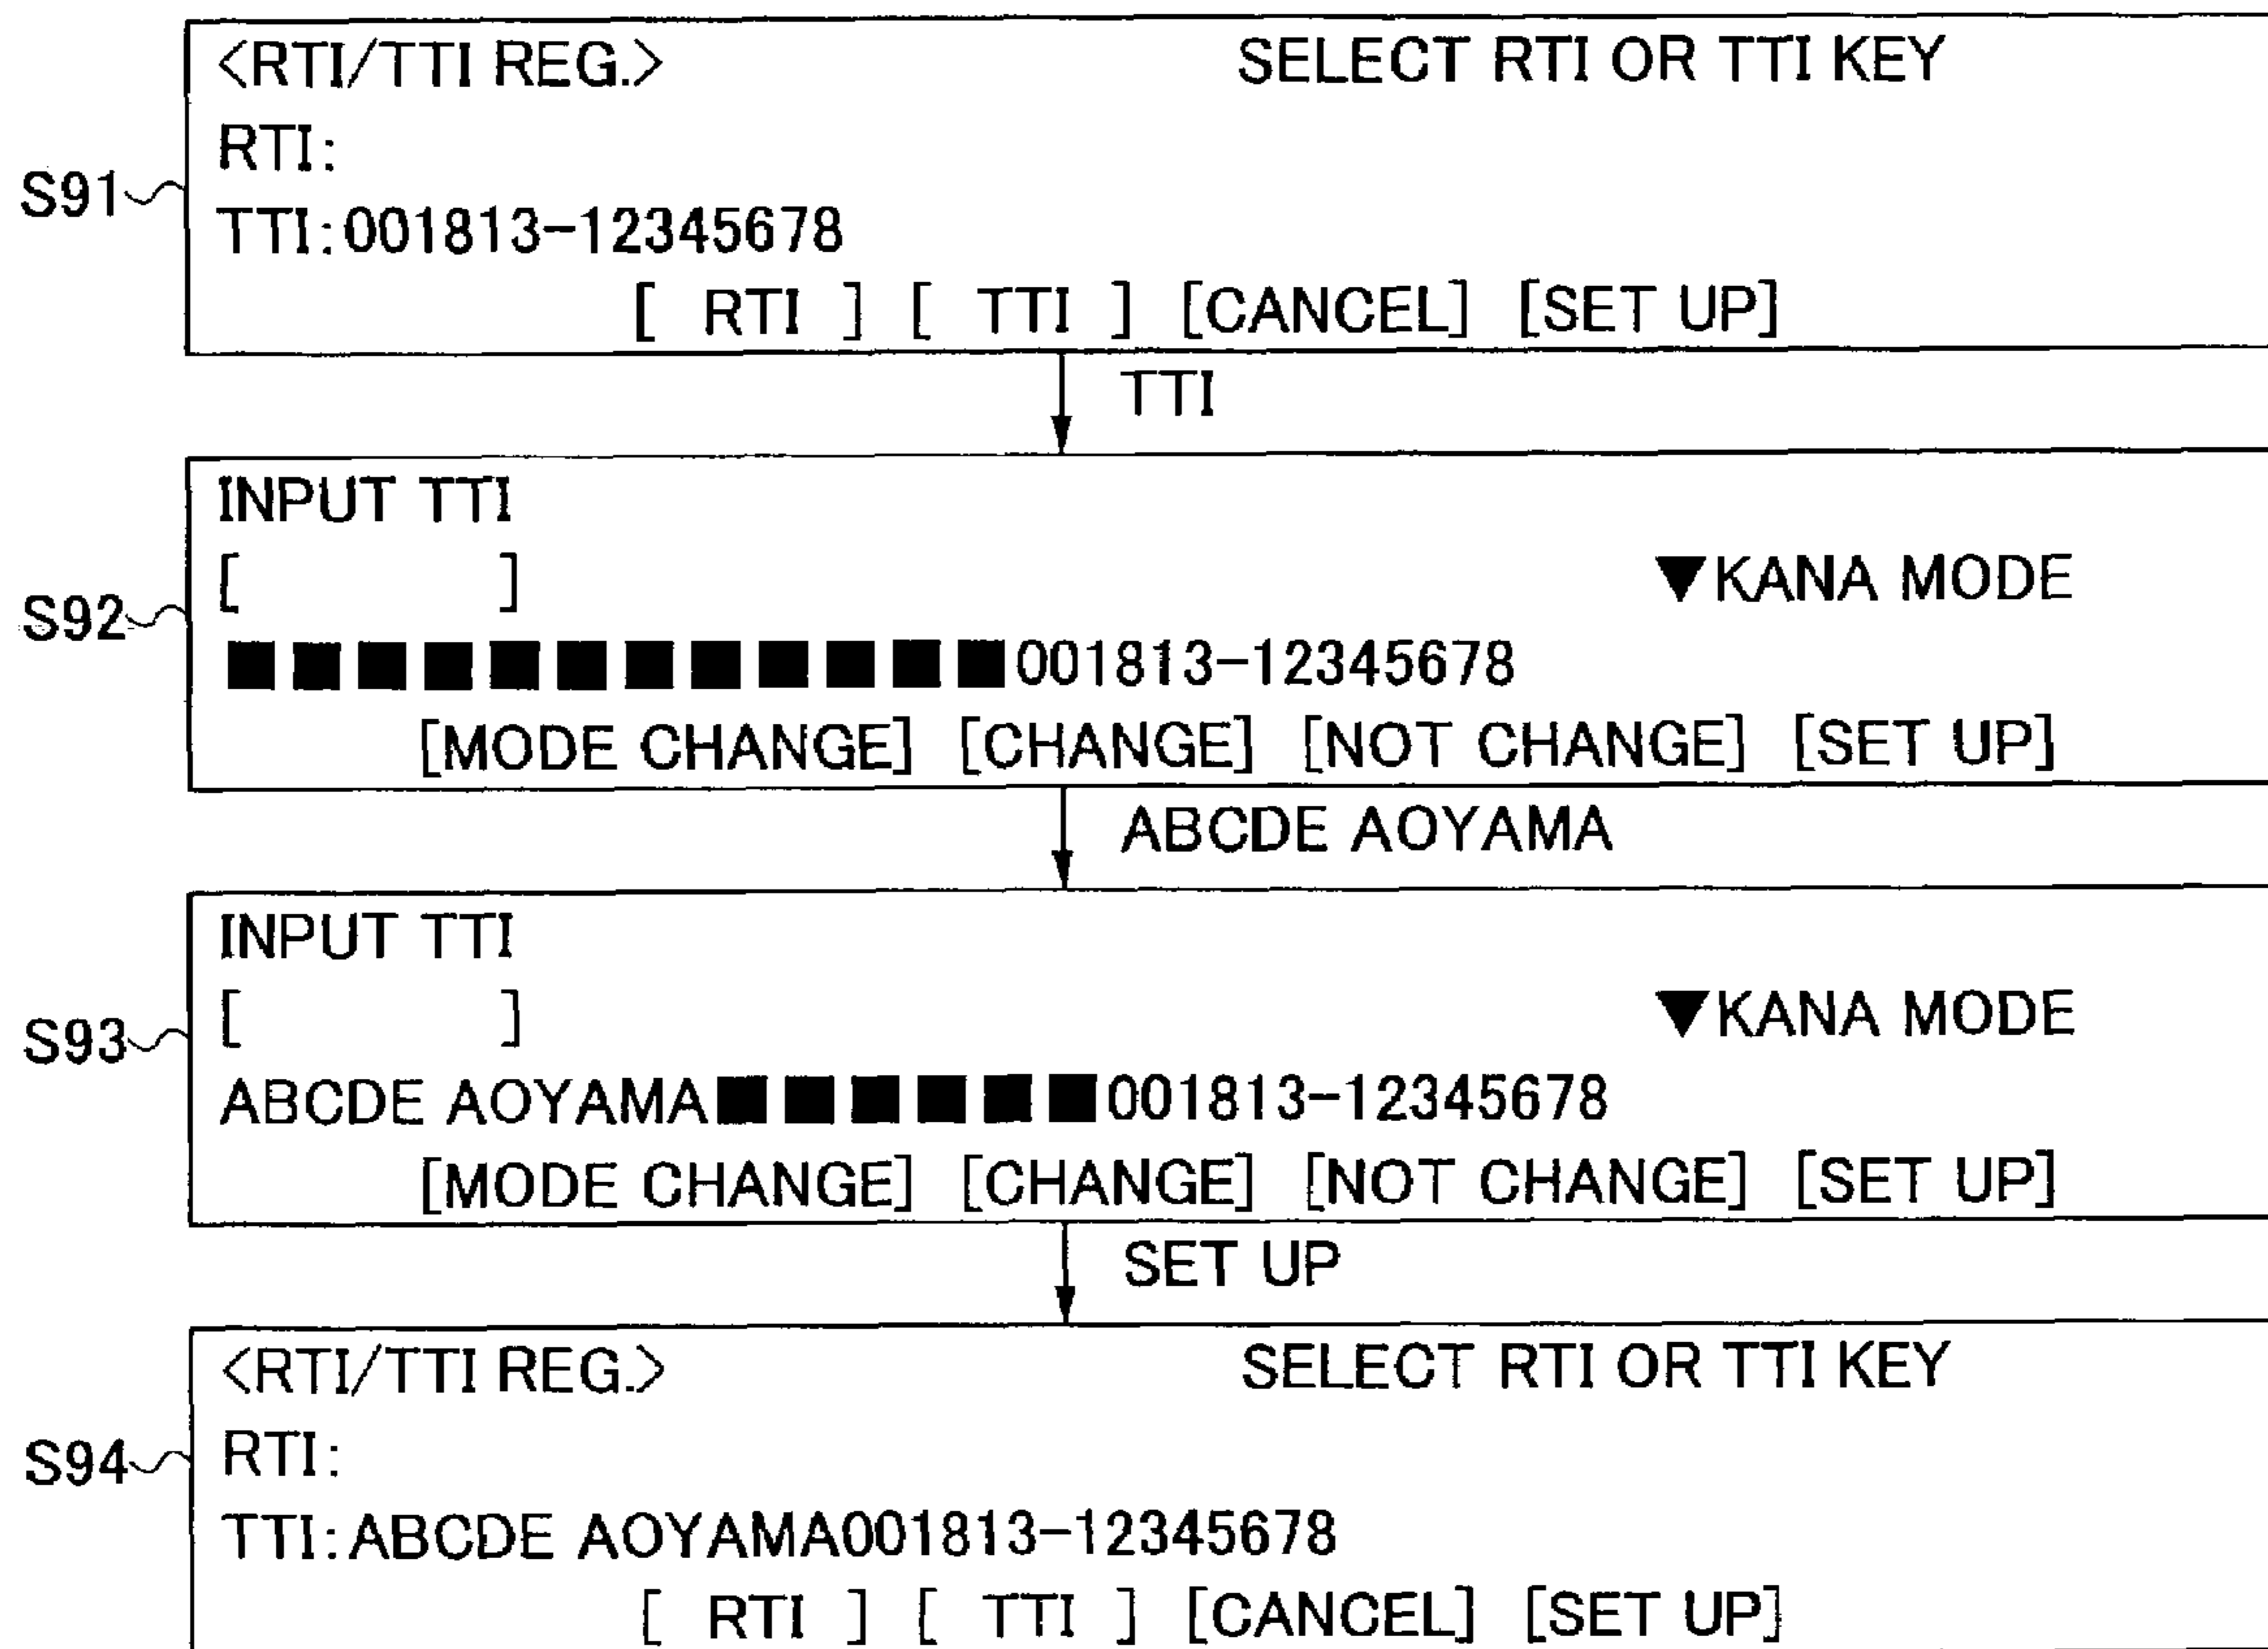 <RTI/TTI REG.> SELECT RTI OR TTI KEY
RTI:
S91
TTI:001813-12345678
[ RTI ] [ TTI ] [CANCEL] [SET UP]
TTI
INPUT TTI
[ ] ▼KANA MODE
S92
■■■■■■■■■■■■001813-12345678
[MODE CHANGE] [CHANGE] [NOT CHANGE] [SET UP]
ABCDE AOYAMA
INPUT TTI
[ ] ▼KANA MODE
S93
ABCDE AOYAMA■■■■■■001813-12345678
[MODE CHANGE] [CHANGE] [NOT CHANGE] [SET UP]
SET UP
<RTI/TTI REG.> SELECT RTI OR TTI KEY
RTI:
S94
TTI:ABCDE AOYAMA001813-12345678
[ RTI ] [ TTI ] [CANCEL] [SET UP]